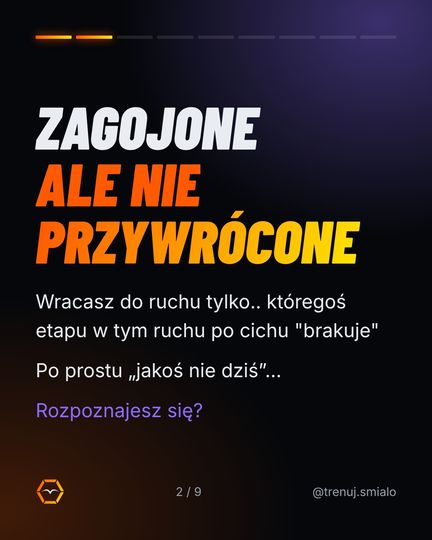 ZAGOJONE
ALE NIE
PRZYWRÓCONE
Wracasz do ruchu tylko.. któregoś
etapu w tym ruchu po cichu "brakuje"
Po prostu „jakoś nie dziś”...
Rozpoznajesz się?
2 / 9
@trenuj.smialo